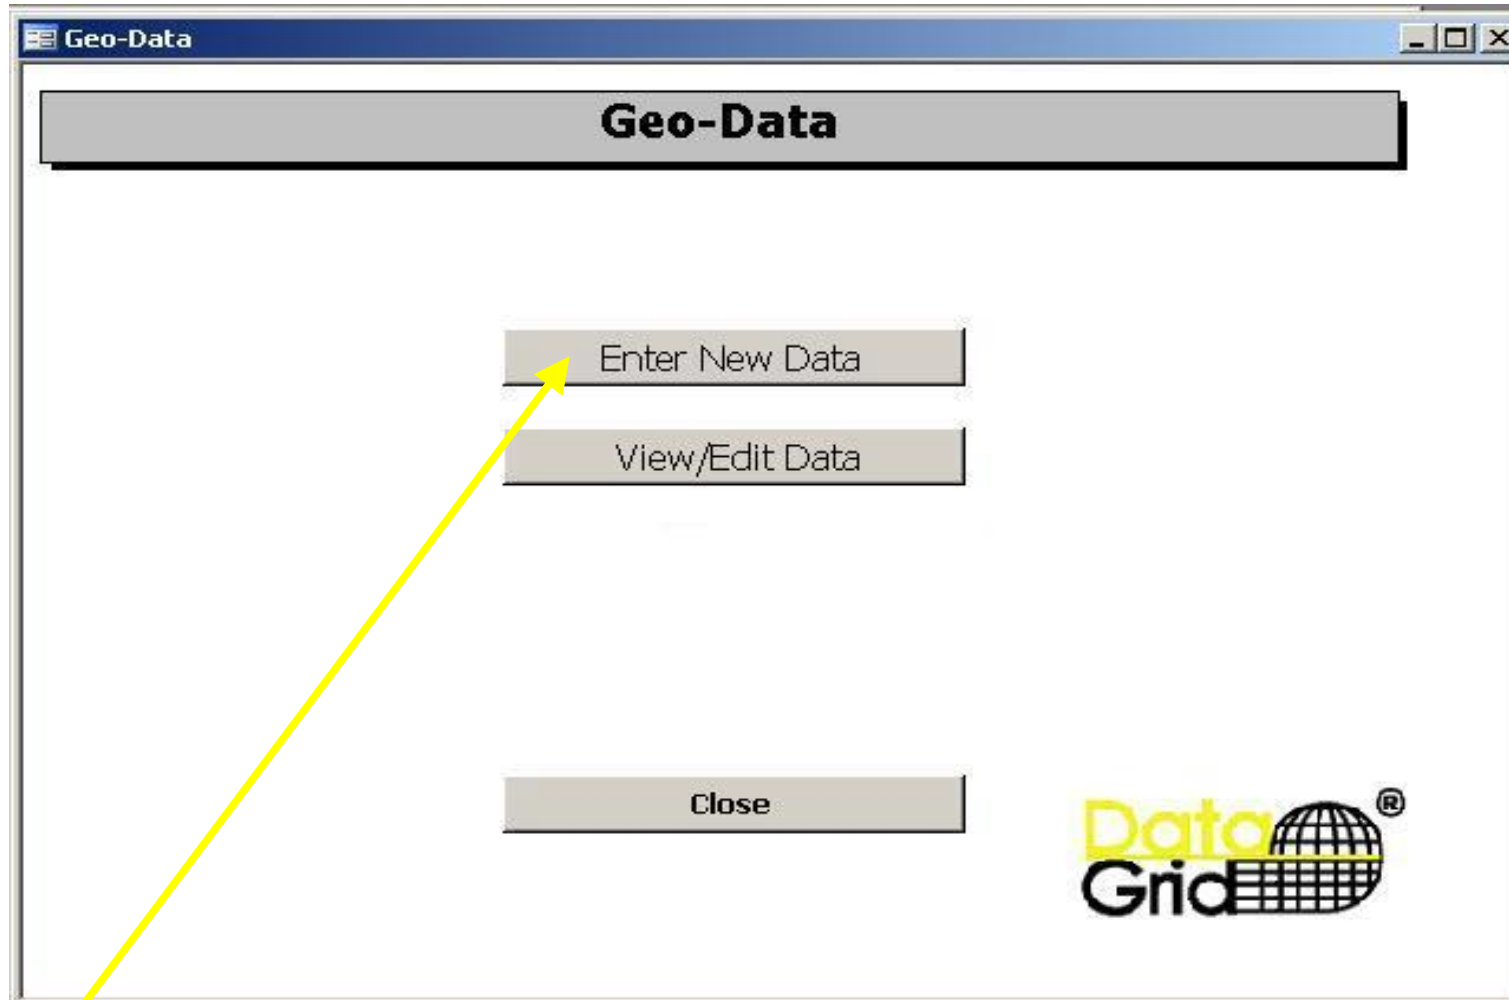 Geo-Data
Geo-Data
Enter New Data
View/Edit Data
Close
Data
Grid
®